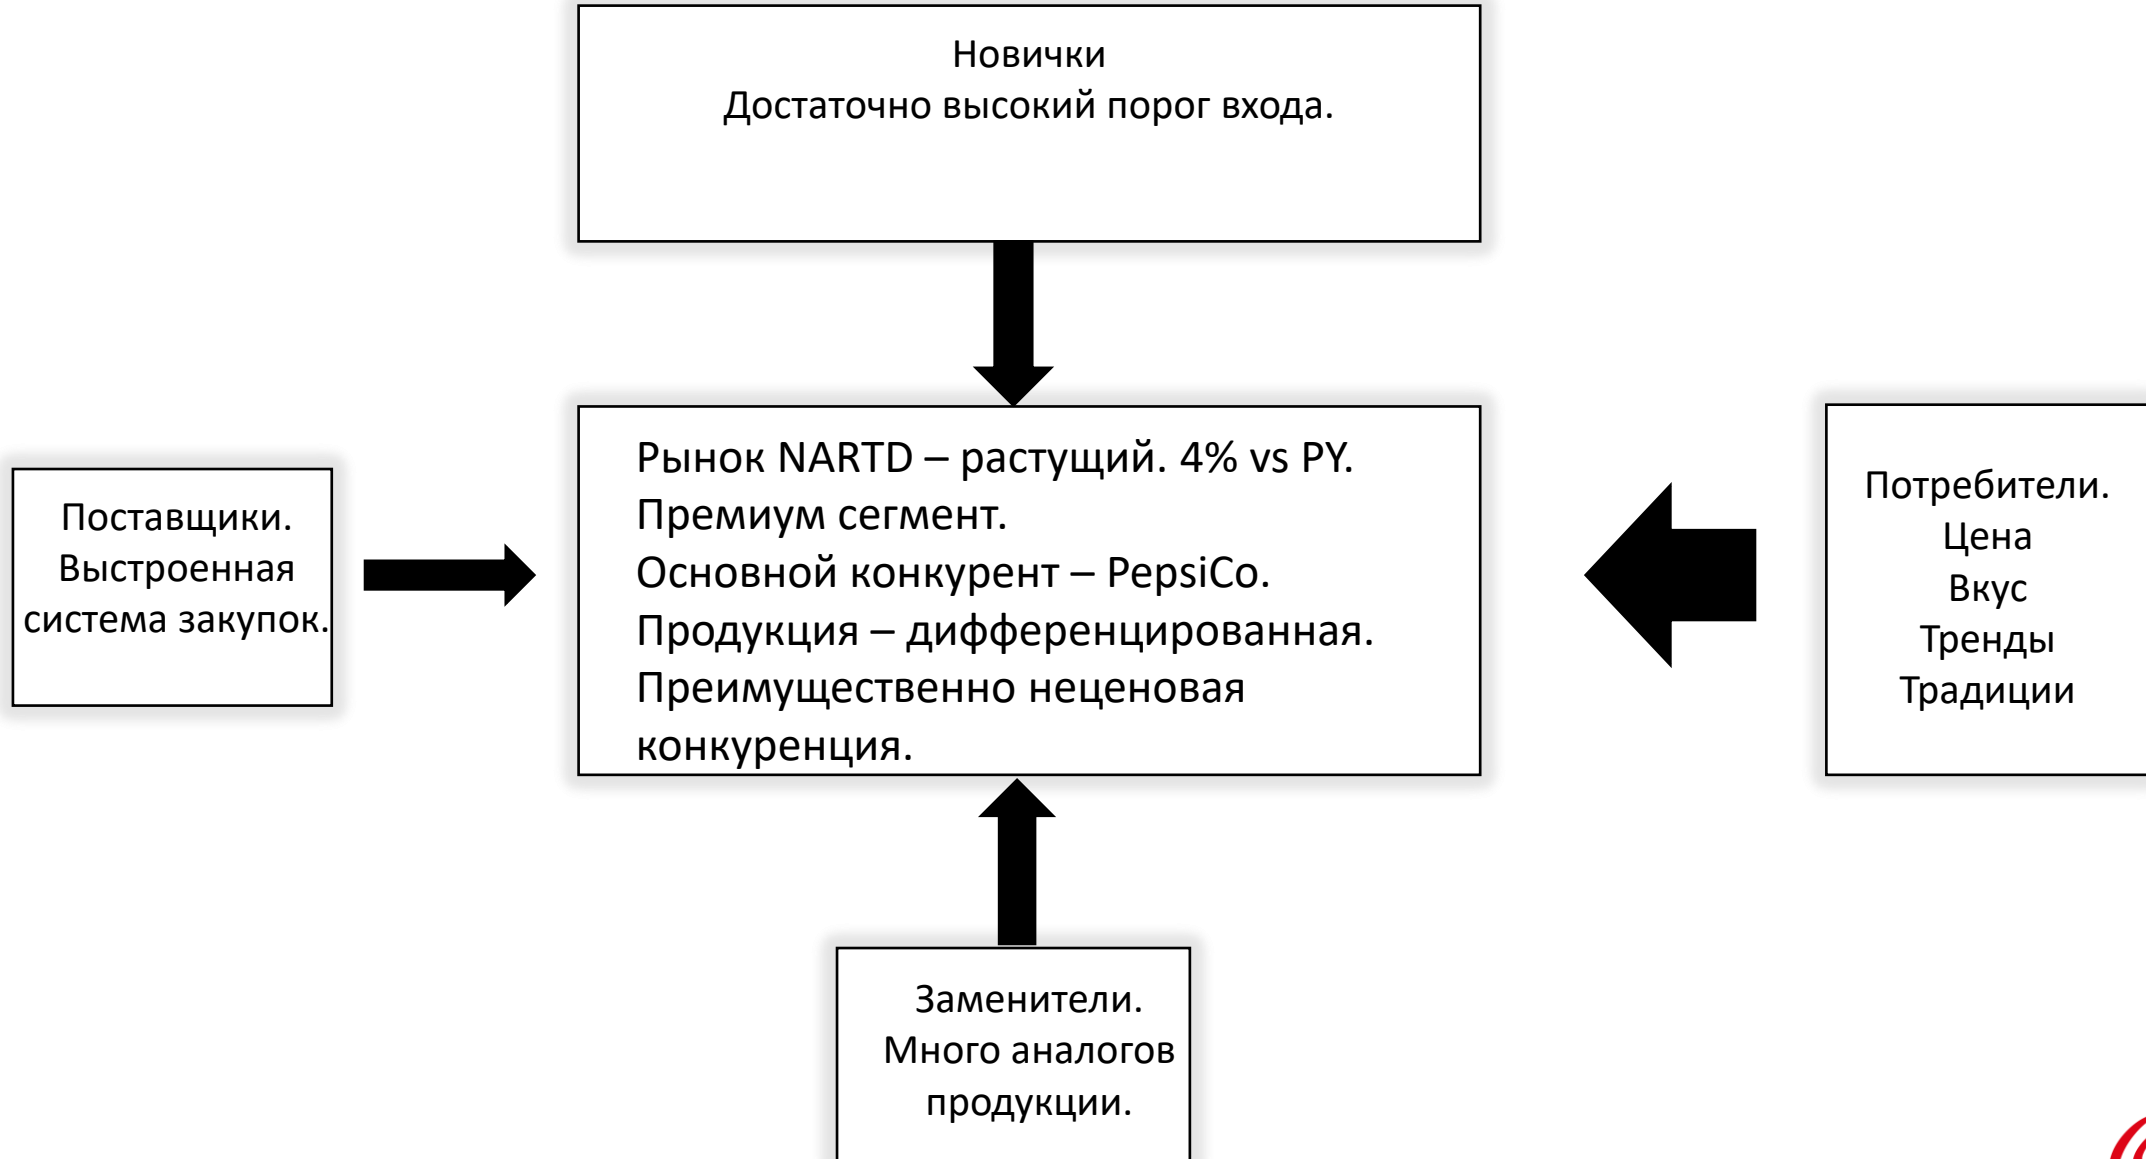 Новички
Достаточно высокий порог входа.
Поставщики.
Выстроенная
система закупок.
Рынок NARTD – растущий. 4% vs PY.
Премиум сегмент.
Основной конкурент – PepsiCo.
Продукция – дифференцированная.
Преимущественно неценовая
конкуренция.
Потребители.
Цена
Вкус
Тренды
Традиции
Заменители.
Много аналогов
продукции.